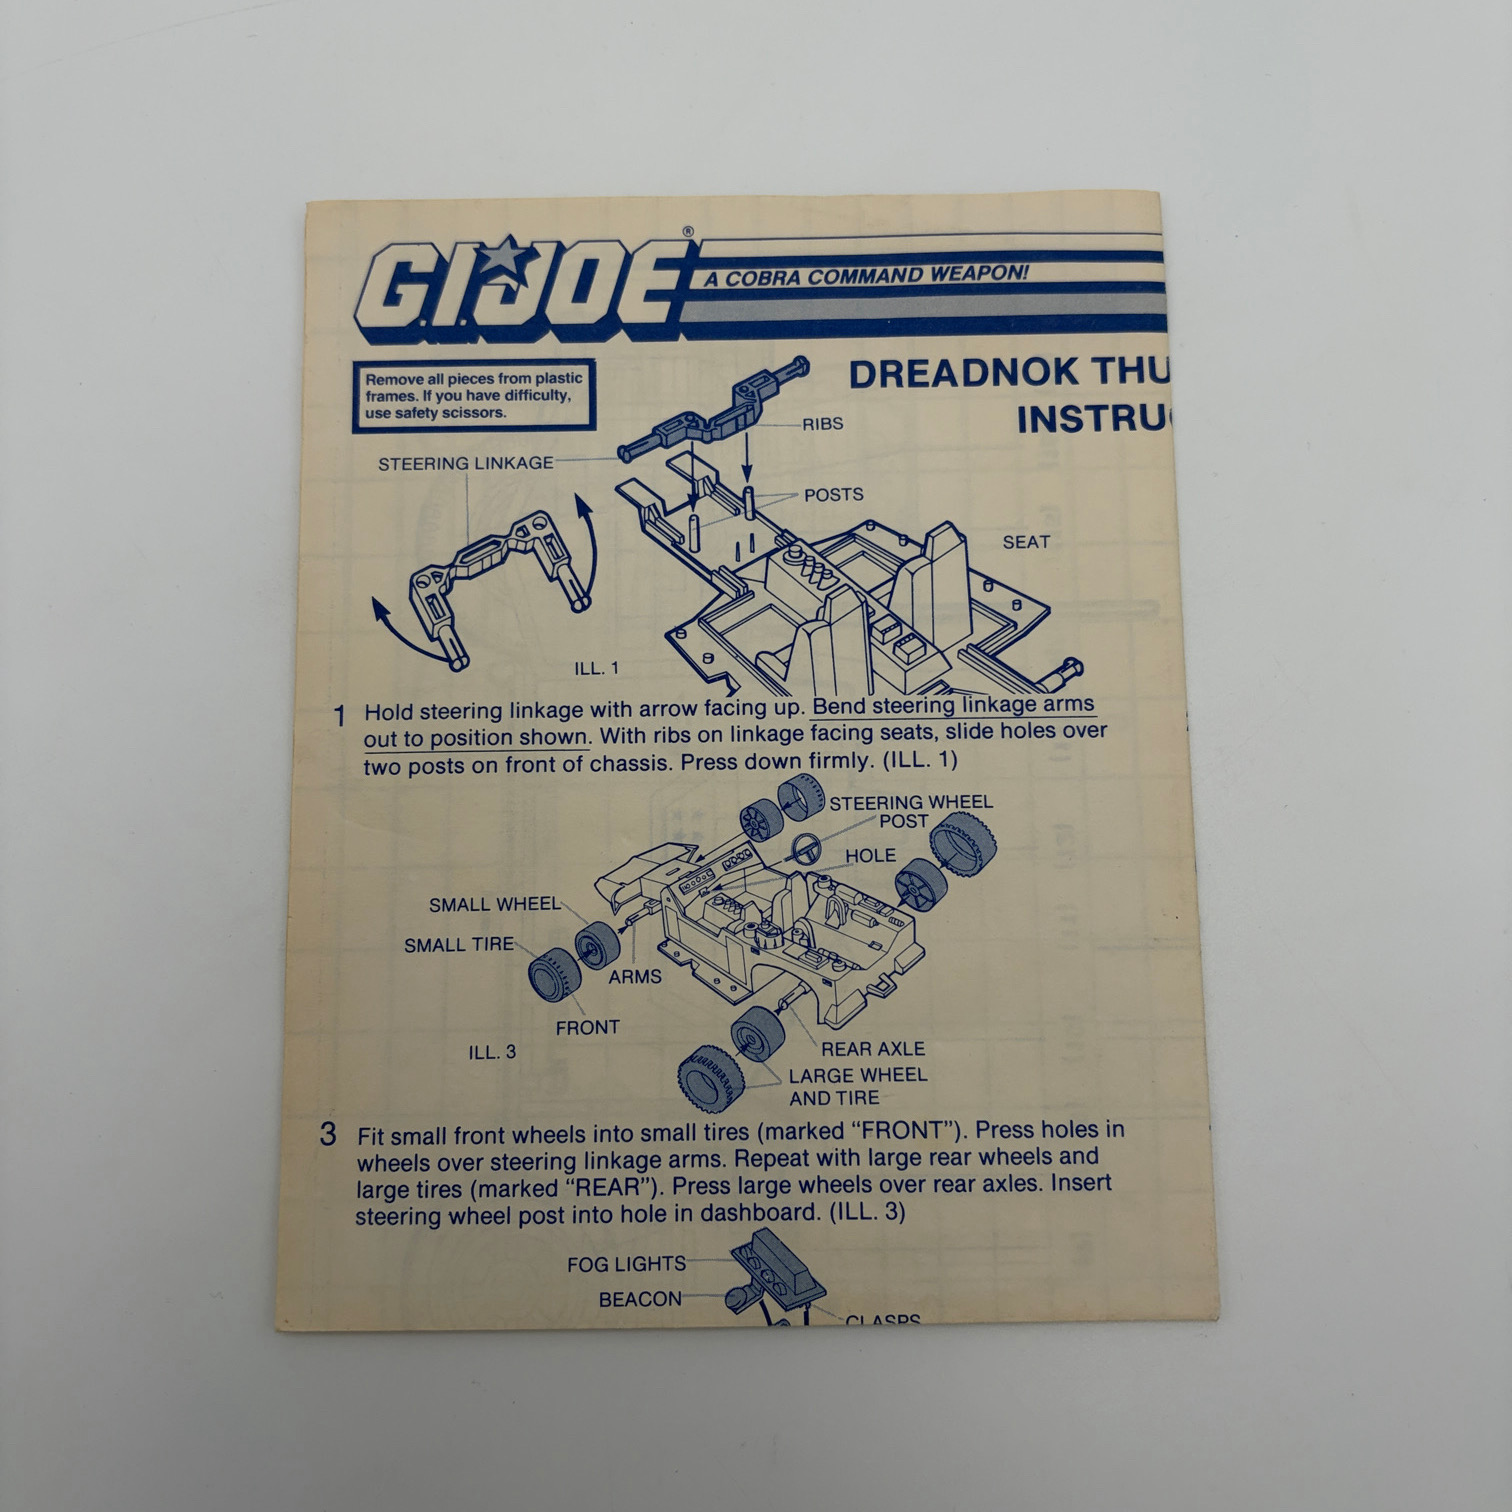 G.I.JOE®
A COBRA COMMAND WEAPON!
Remove all pieces from plastic
frames. If you have difficulty,
use safety scissors.
DREADNOK THU
INSTRU
RIBS
STEERING LINKAGE
POSTS
SEAT
ILL. 1
1 Hold steering linkage with arrow facing up. Bend steering linkage arms
out to position shown. With ribs on linkage facing seats, slide holes over
two posts on front of chassis. Press down firmly. (ILL. 1)
STEERING WHEEL
POST
HOLE
SMALL WHEEL
SMALL TIRE
ARMS
FRONT
ILL. 3
REAR AXLE
LARGE WHEEL
AND TIRE
3 Fit small front wheels into small tires (marked “FRONT”). Press holes in
wheels over steering linkage arms. Repeat with large rear wheels and
large tires (marked “REAR”). Press large wheels over rear axles. Insert
steering wheel post into hole in dashboard. (ILL. 3)
FOG LIGHTS
BEACON
CLASPS